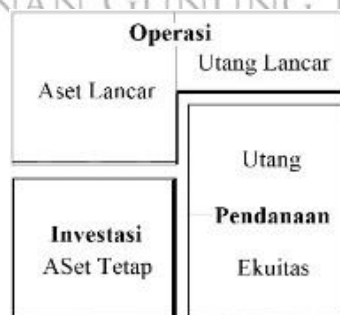 Operasi
Utang Lancar
Aset Lancar
Utang
Pendanaan
Investasi
ASet Tetap
Ekuitas